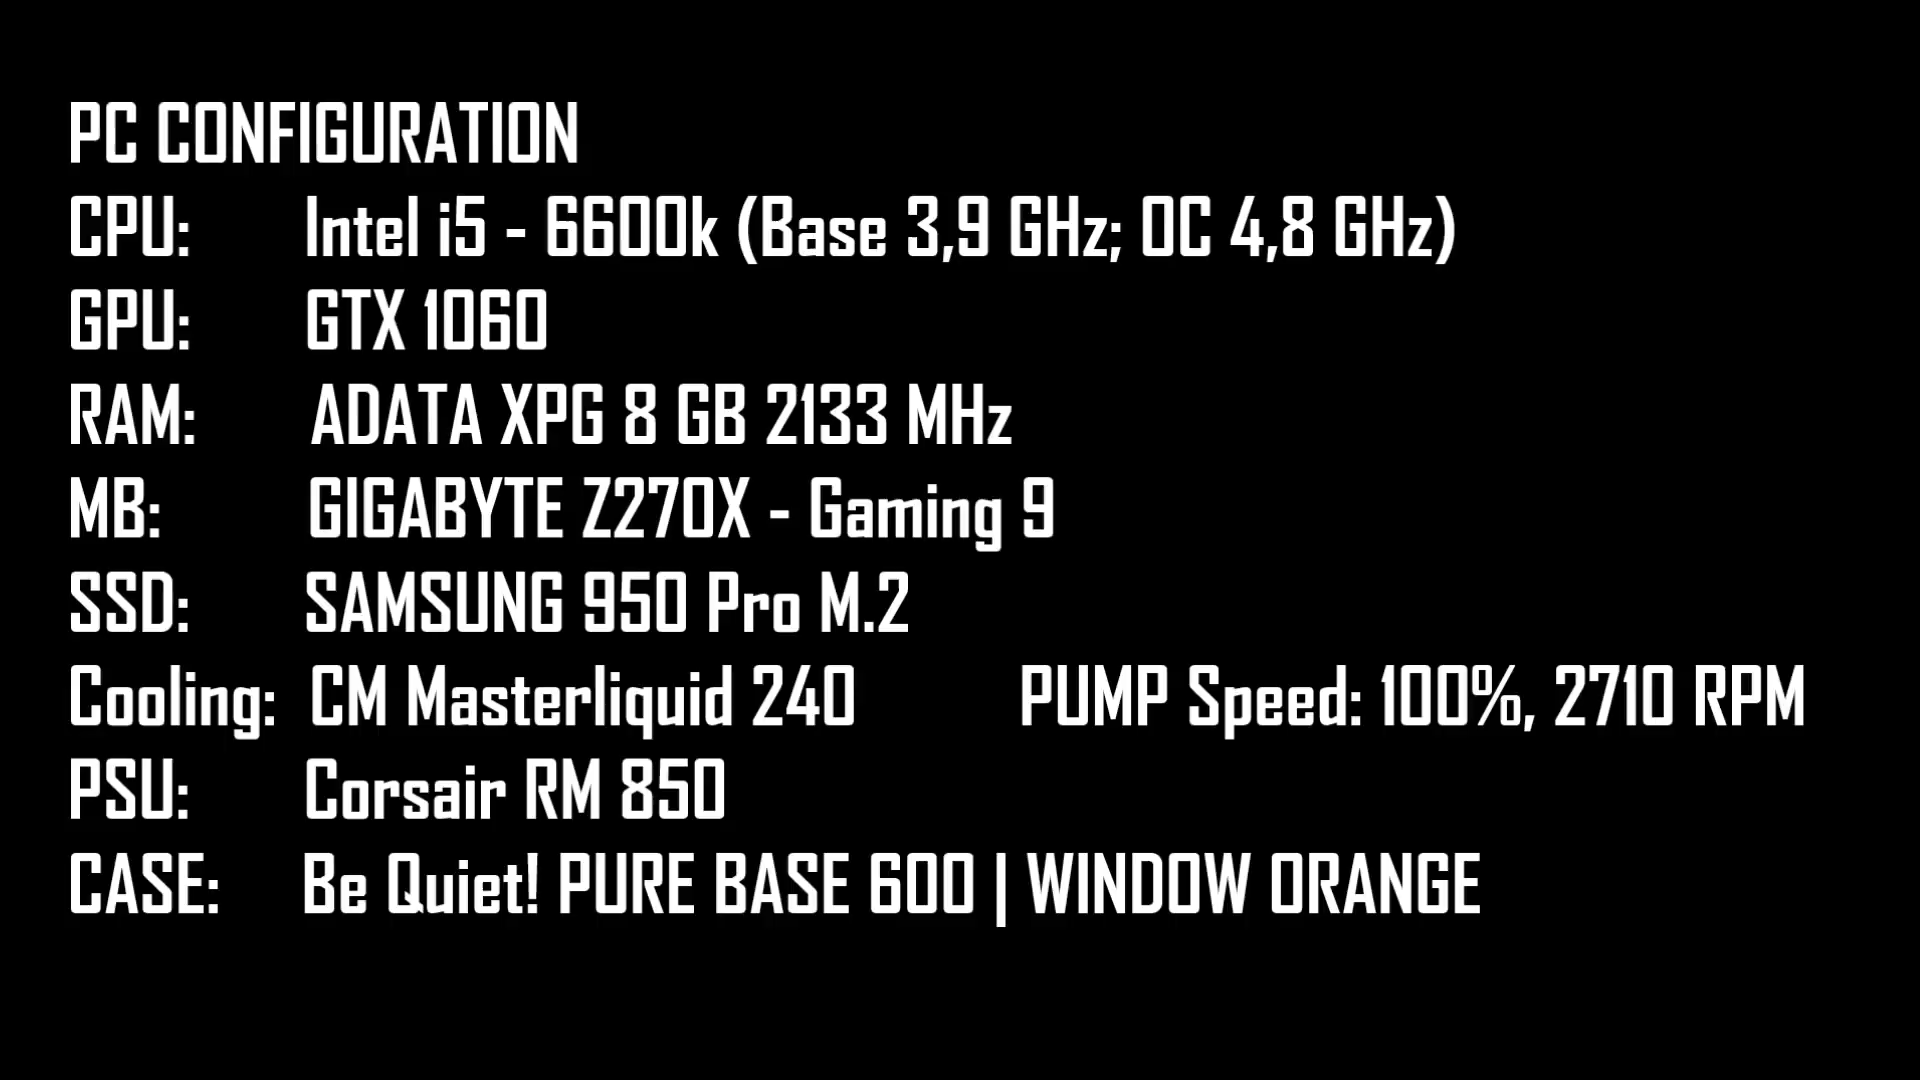 PC CONFIGURATION
CPU: Intel i5 - 6600k (Base 3,9 GHz; OC 4,8 GHz)
GPU: GTX 1060
RAM: ADATA XPG 8 GB 2133 MHz
MB: GIGABYTE Z270X - Gaming 9
SSD: SAMSUNG 950 Pro M.2
Cooling: CM Masterliquid 240 PUMP Speed: 100%, 2710 RPM
PSU: Corsair RM 850
CASE: Be Quiet! PURE BASE 600 | WINDOW ORANGE